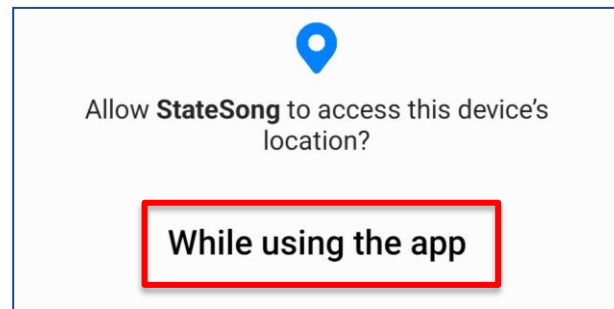 Allow StateSong to access this device's
location?
While using the app